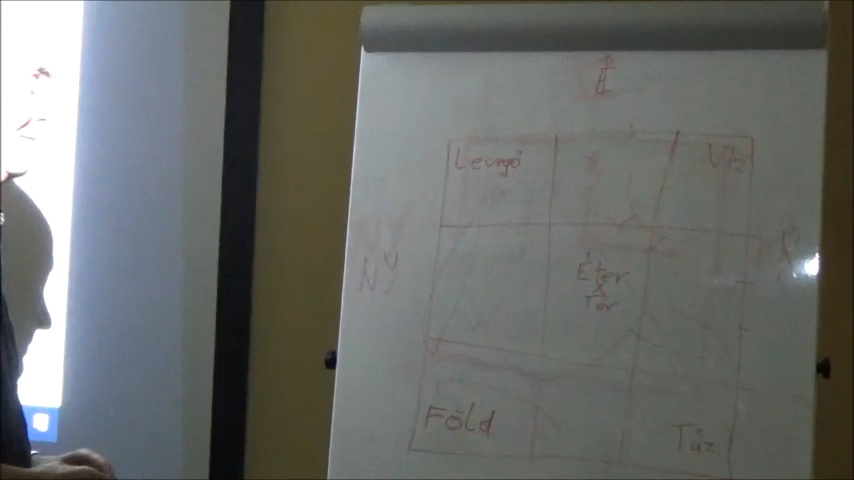 É
Levegő
Víz
NY
Éter
Tér
Föld
Tűz